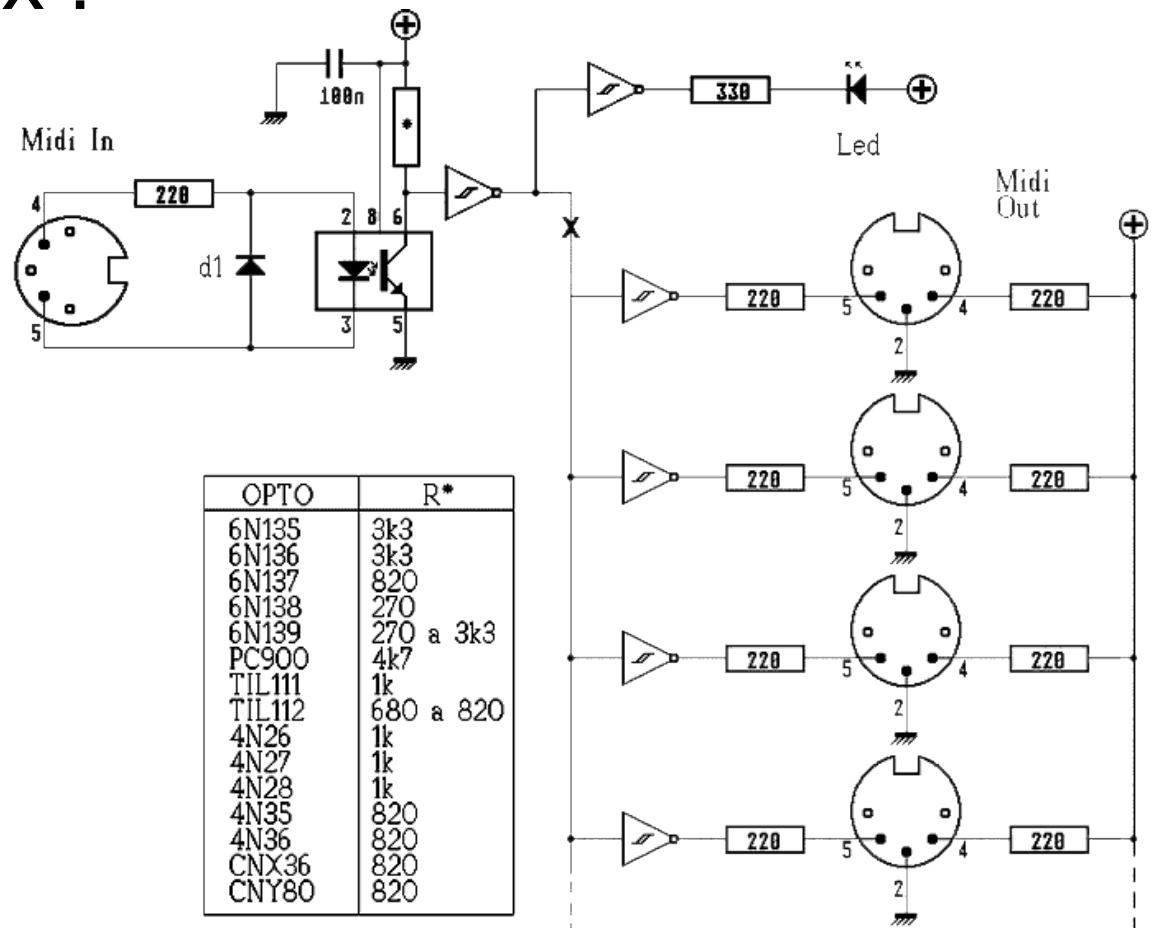 100n
*
330
Led
Midi In
4
220
d1
5
2 8 6
3 5
X
Midi
Out
220
5
4
220
2
220
5
4
220
2
220
5
4
220
2
220
5
4
220
2
OPTO R*
6N135 3k3
6N136 3k3
6N137 820
6N138 270
6N139 270 a 3k3
PC900 4k7
TIL111 1k
TIL112 680 a 820
4N26 1k
4N27 1k
4N28 1k
4N35 820
4N36 820
CNX36 820
CNY80 820